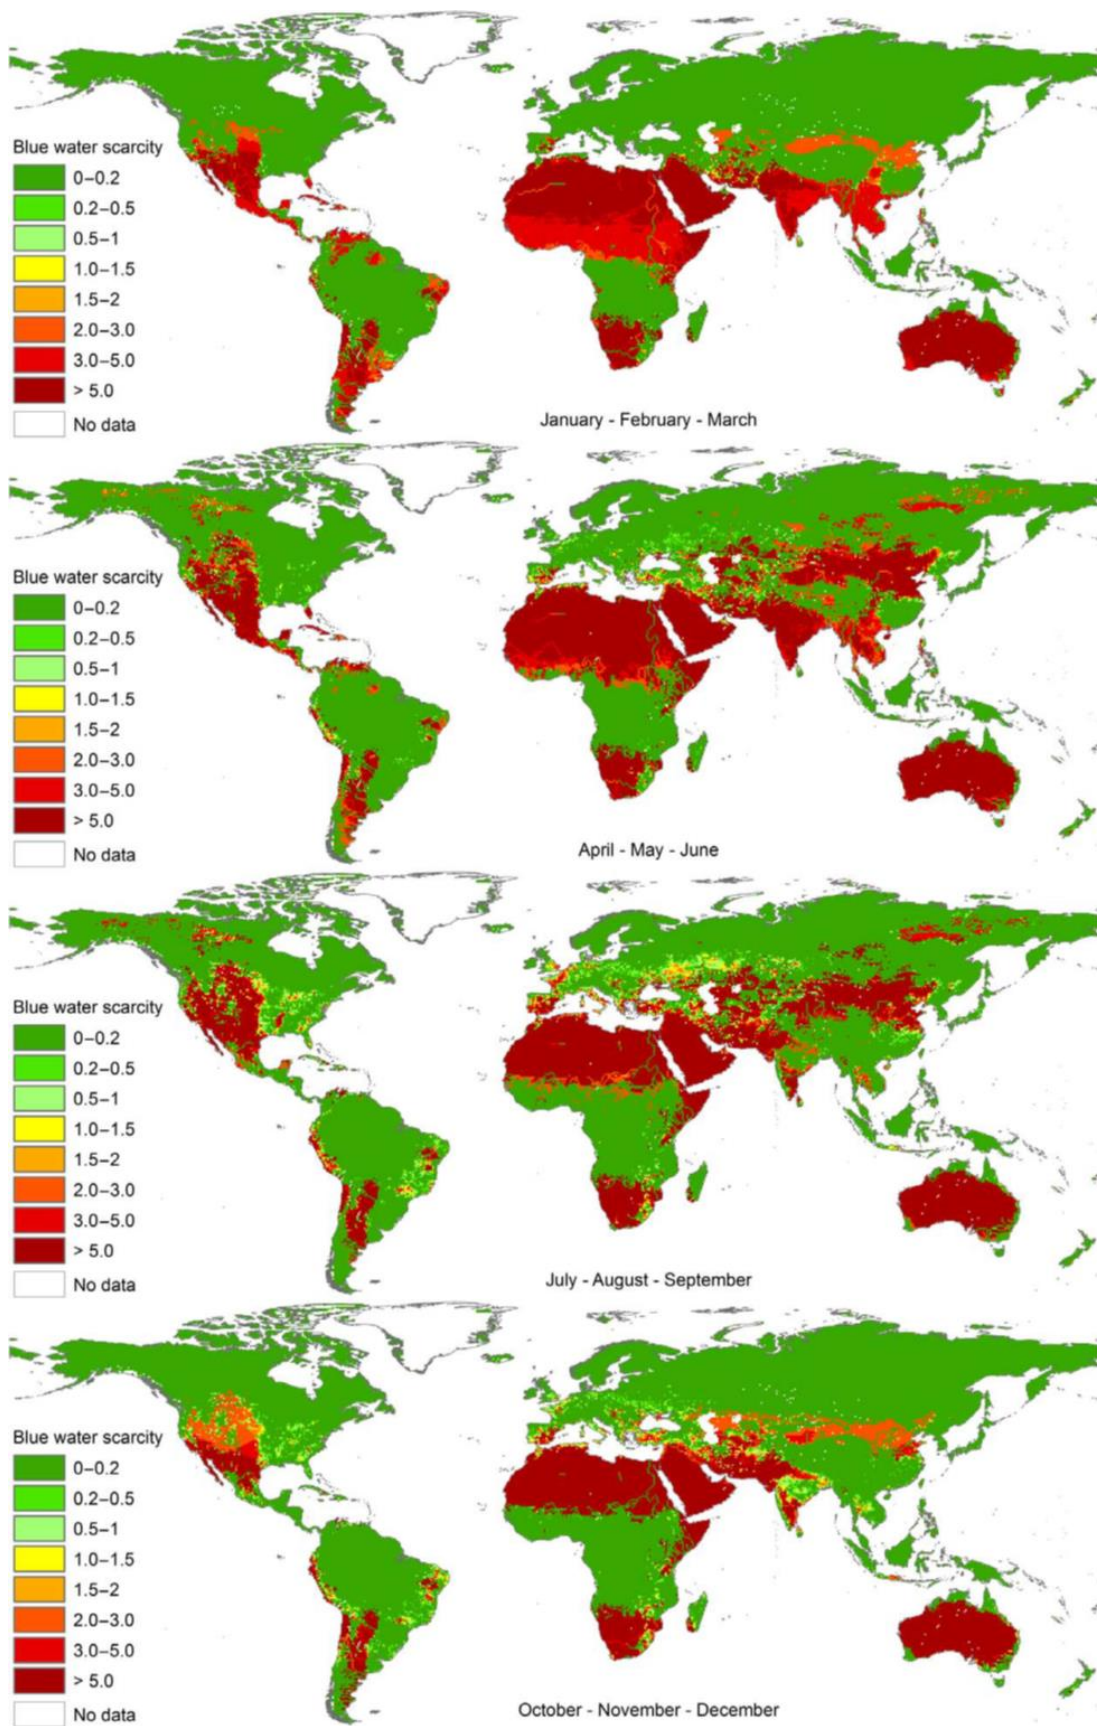 Blue water scarcity
0–0.2
0.2–0.5
0.5–1
1.0–1.5
1.5–2
2.0–3.0
3.0–5.0
> 5.0
No data
January - February - March
Blue water scarcity
0–0.2
0.2–0.5
0.5–1
1.0–1.5
1.5–2
2.0–3.0
3.0–5.0
> 5.0
No data
April - May - June
Blue water scarcity
0–0.2
0.2–0.5
0.5–1
1.0–1.5
1.5–2
2.0–3.0
3.0–5.0
> 5.0
No data
July - August - September
Blue water scarcity
0–0.2
0.2–0.5
0.5–1
1.0–1.5
1.5–2
2.0–3.0
3.0–5.0
> 5.0
No data
October - November - December